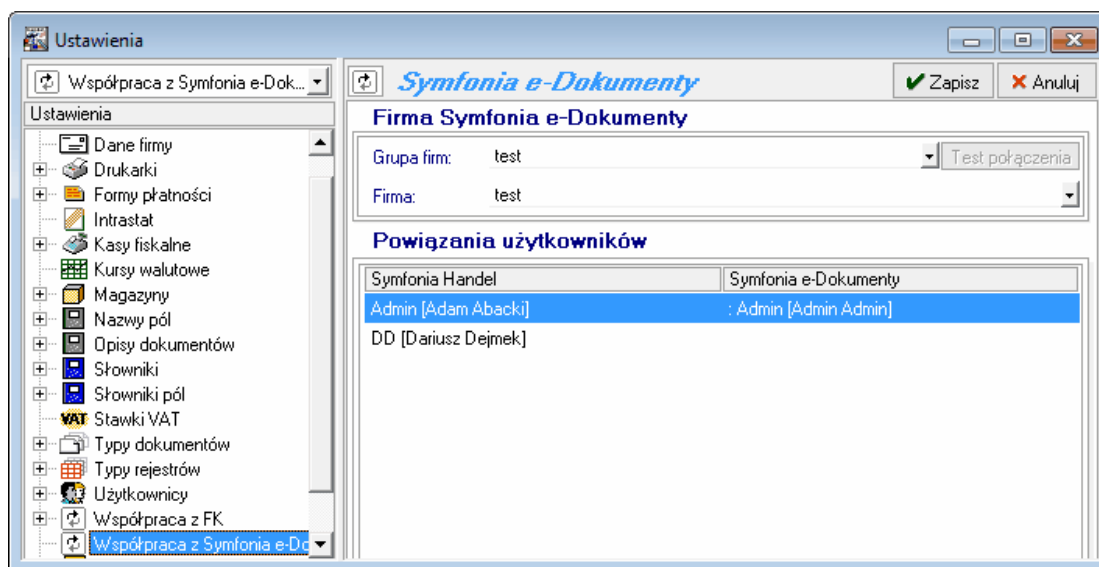 Ustawienia
Współpraca z Symfonia e-Dok...
Symfonia e-Dokumenty
Zapisz
Anuluj
Ustawienia
Dane firmy
Drukarki
Formy płatności
Intrastat
Kasy fiskalne
Kursy walutowe
Magazyny
Nazwy pól
Opisy dokumentów
Słowniki
Słowniki pól
VAT Stawki VAT
Typy dokumentów
Typy rejestrów
Użytkownicy
Współpraca z FK
Współpraca z Symfonia e-Do
Firma Symfonia e-Dokumenty
Grupa firm: test Test połączenia
Firma: test
Powiązania użytkowników
Symfonia Handel Symfonia e-Dokumenty
Admin [Adam Abacki] : Admin [Admin Admin]
DD [Dariusz Dejmek]